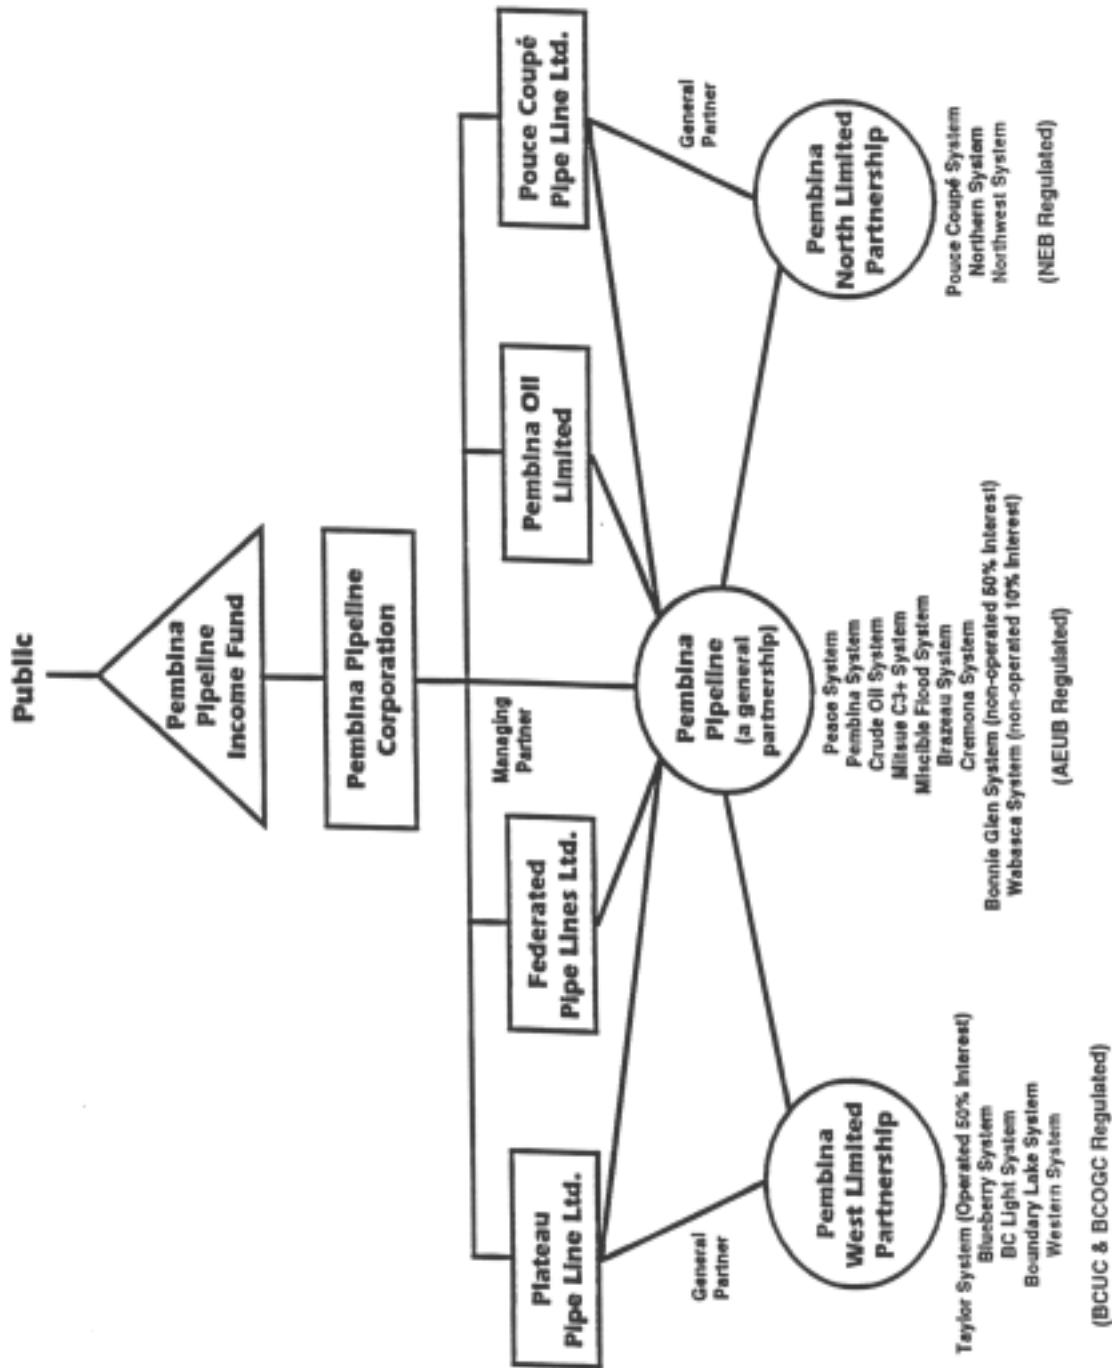 Public
Pembina
Pipeline
Income Fund
Pembina Pipeline
Corporation
Managing
Partner
Plateau
Pipe Line Ltd.
Federated
Pipe Lines Ltd.
Pembina Oil
Limited
Pouce Coupé
Pipe Line Ltd.
General
Partner
General
Partner
Pembina
West Limited
Partnership
Pembina
Pipeline
(a general
partnership)
Pembina
North Limited
Partnership
Taylor System (Operated 50% Interest)
Blueberry System
BC Light System
Boundary Lake System
Western System
(BCUC & BCOGC Regulated)
Peace System
Pembina System
Crude Oil System
Mitsue C3+ System
Miscible Flood System
Brazeau System
Cremona System
Bonnie Glen System (non-operated 50% Interest)
Wabasca System (non-operated 10% Interest)
(AEUB Regulated)
Pouce Coupé System
Northern System
Northwest System
(NEB Regulated)